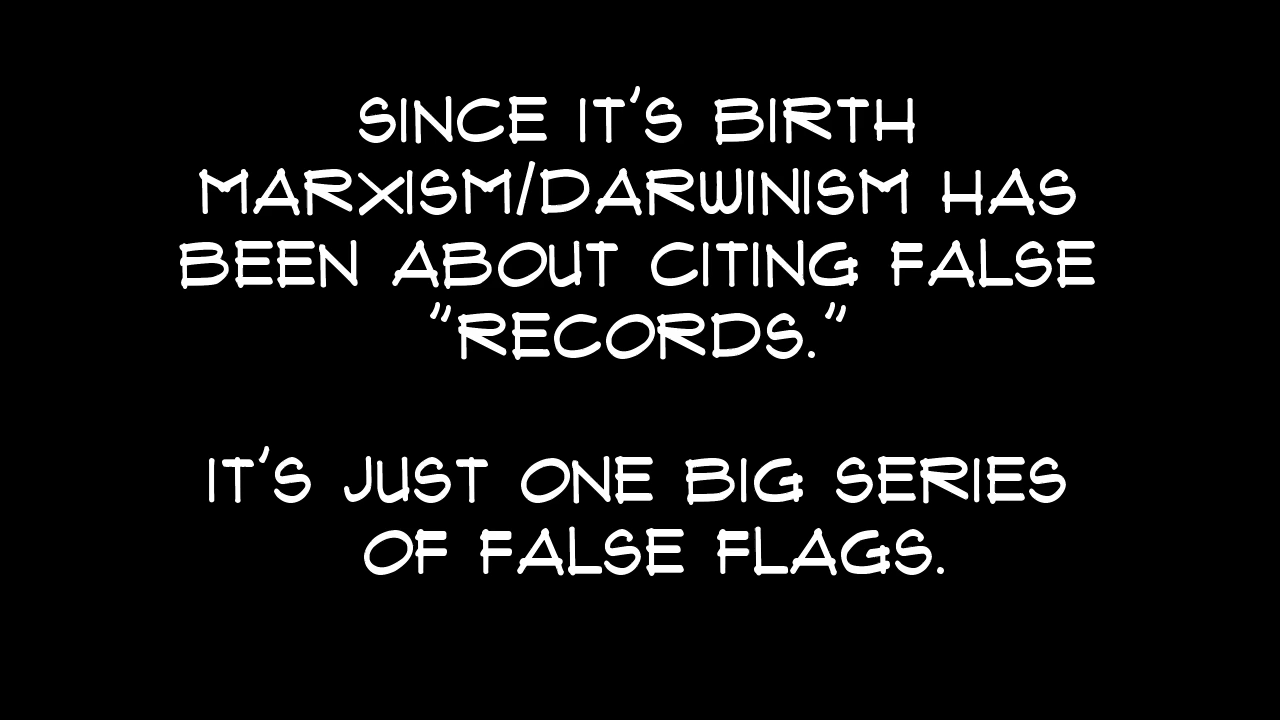 SINCE IT'S BIRTH
MARXISM/DARWINISM HAS
BEEN ABOUT CITING FALSE
"RECORDS."
IT'S JUST ONE BIG SERIES
OF FALSE FLAGS.